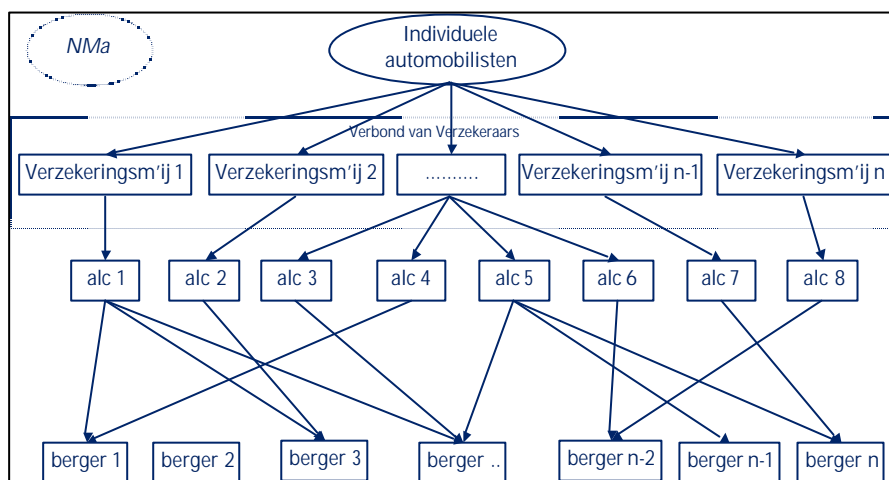 NMa
Individuele
automobilisten
Verbond van Verzekeraars
Verzekeringsm'ij 1
Verzekeringsm'ij 2
..........
Verzekeringsm'ij n-1
Verzekeringsm'ij n
alc 1
alc 2
alc 3
alc 4
alc 5
alc 6
alc 7
alc 8
berger 1
berger 2
berger 3
berger ..
berger n-2
berger n-1
berger n